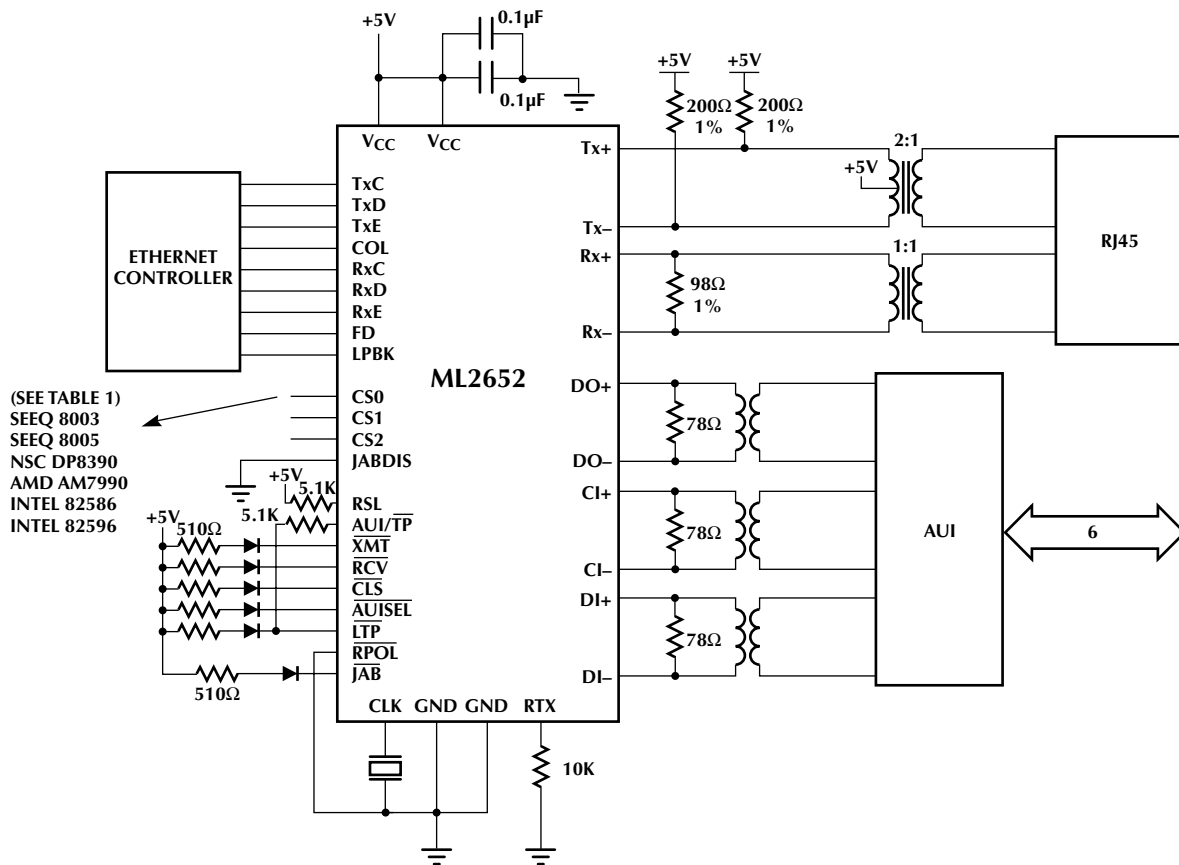 +5V
0.1µF
0.1µF
+5V
+5V
200Ω
1%
200Ω
1%
VCC
VCC
Tx+
2:1
+5V
Tx–
Rx+
1:1
98Ω
1%
Rx–
RJ45
ETHERNET
CONTROLLER
TxC
TxD
TxE
COL
RxC
RxD
RxE
FD
LPBK
ML2652
(SEE TABLE 1)
SEEQ 8003
SEEQ 8005
NSC DP8390
AMD AM7990
INTEL 82586
INTEL 82596
CS0
CS1
CS2
JABDIS
+5V
5.1K
RSL
5.1K
AUI/TP
+5V
510Ω
XMT
RCV
CLS
AUISEL
LTP
RPOL
JAB
510Ω
DO+
78Ω
DO–
CI+
78Ω
CI–
DI+
78Ω
DI–
AUI
6
CLK
GND
GND
RTX
10K